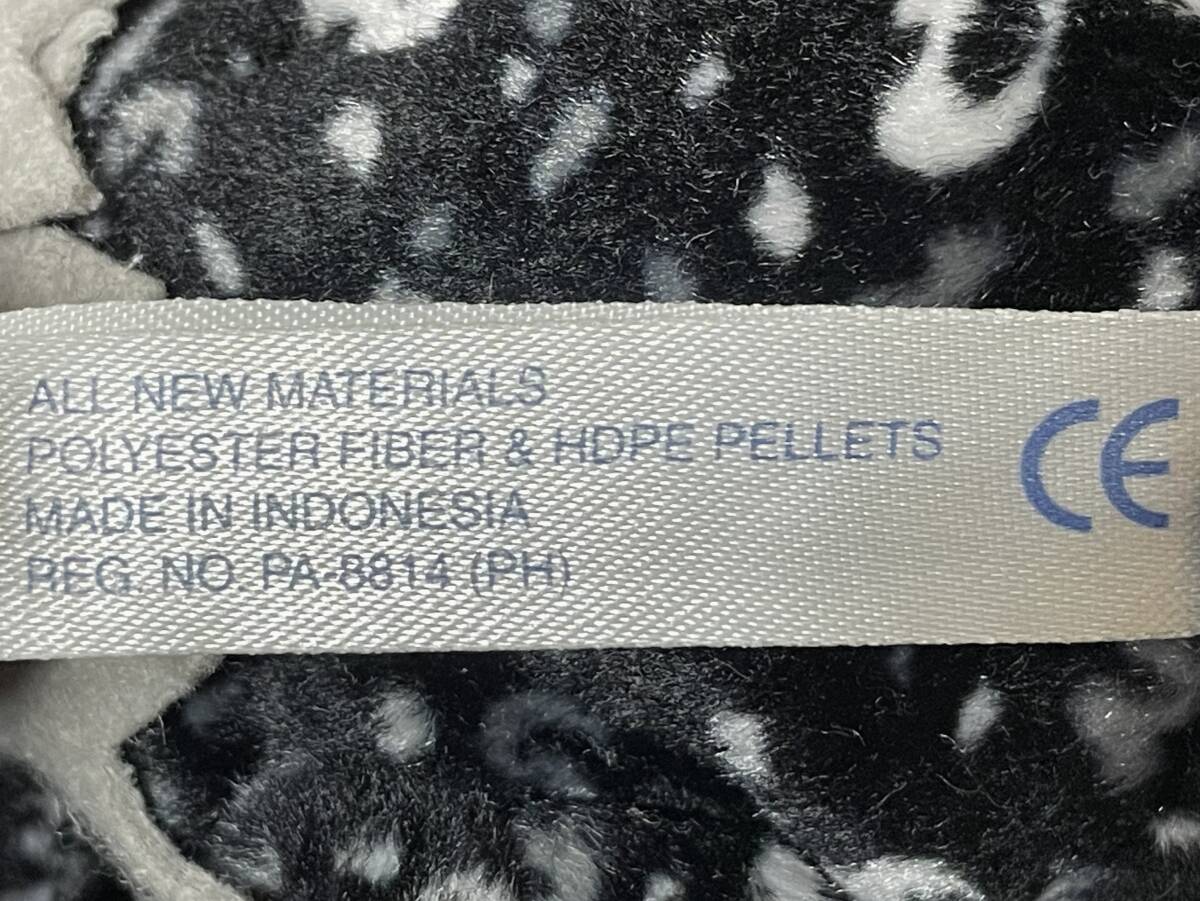 ALL NEW MATERIALS
POLYESTER FIBER & HDPE PELLETS
MADE IN INDONESIA
REG. NO. PA-8814 (PH)
CE